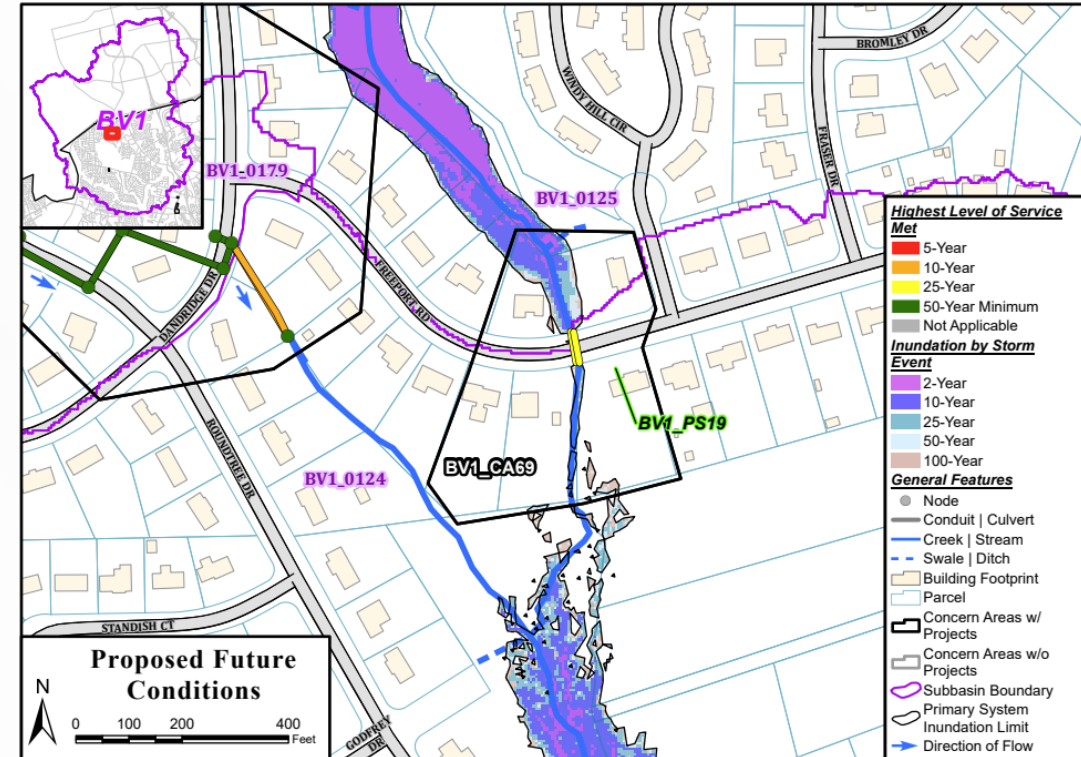 BV1
BROMLEY DR
WINDY HILL CIR
FRASER DR
BV1_0179
BV1_0125
FREEPORT RD
DANDRIDGE DR
ROUNDTREE DR
BV1_PS19
BV1_CA69
BV1_0124
STANDISH CT
GODFREY
DR
Proposed Future
Conditions
N
0 100 200 400
Feet
Highest Level of Service
Met
5-Year
10-Year
25-Year
50-Year Minimum
Not Applicable
Inundation by Storm
Event
2-Year
10-Year
25-Year
50-Year
100-Year
General Features
Node
Conduit | Culvert
Creek | Stream
Swale | Ditch
Building Footprint
Parcel
Concern Areas w/
Projects
Concern Areas w/o
Projects
Subbasin Boundary
Primary System
Inundation Limit
Direction of Flow